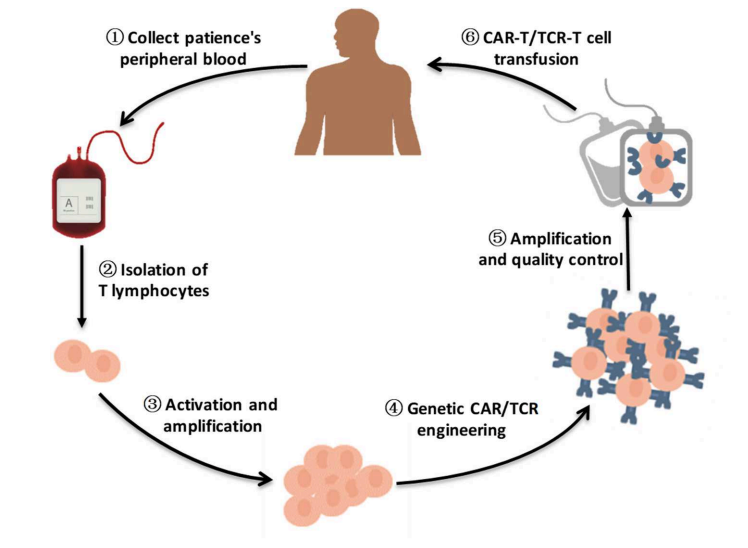 ① Collect patience's
peripheral blood
⑥ CAR-T/TCR-T cell
transfusion
A
② Isolation of
T lymphocytes
⑤ Amplification
and quality control
③ Activation and
amplification
④ Genetic CAR/TCR
engineering